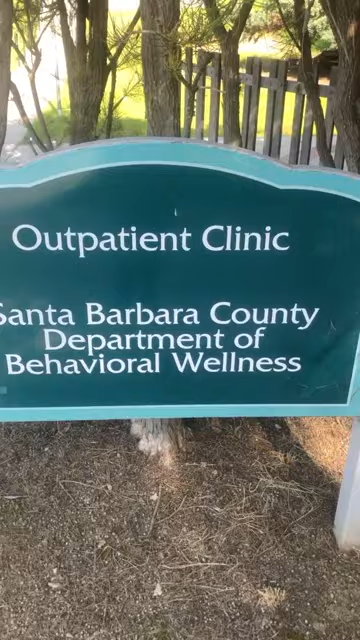 Outpatient Clinic
Santa Barbara County
Department of
Behavioral Wellness